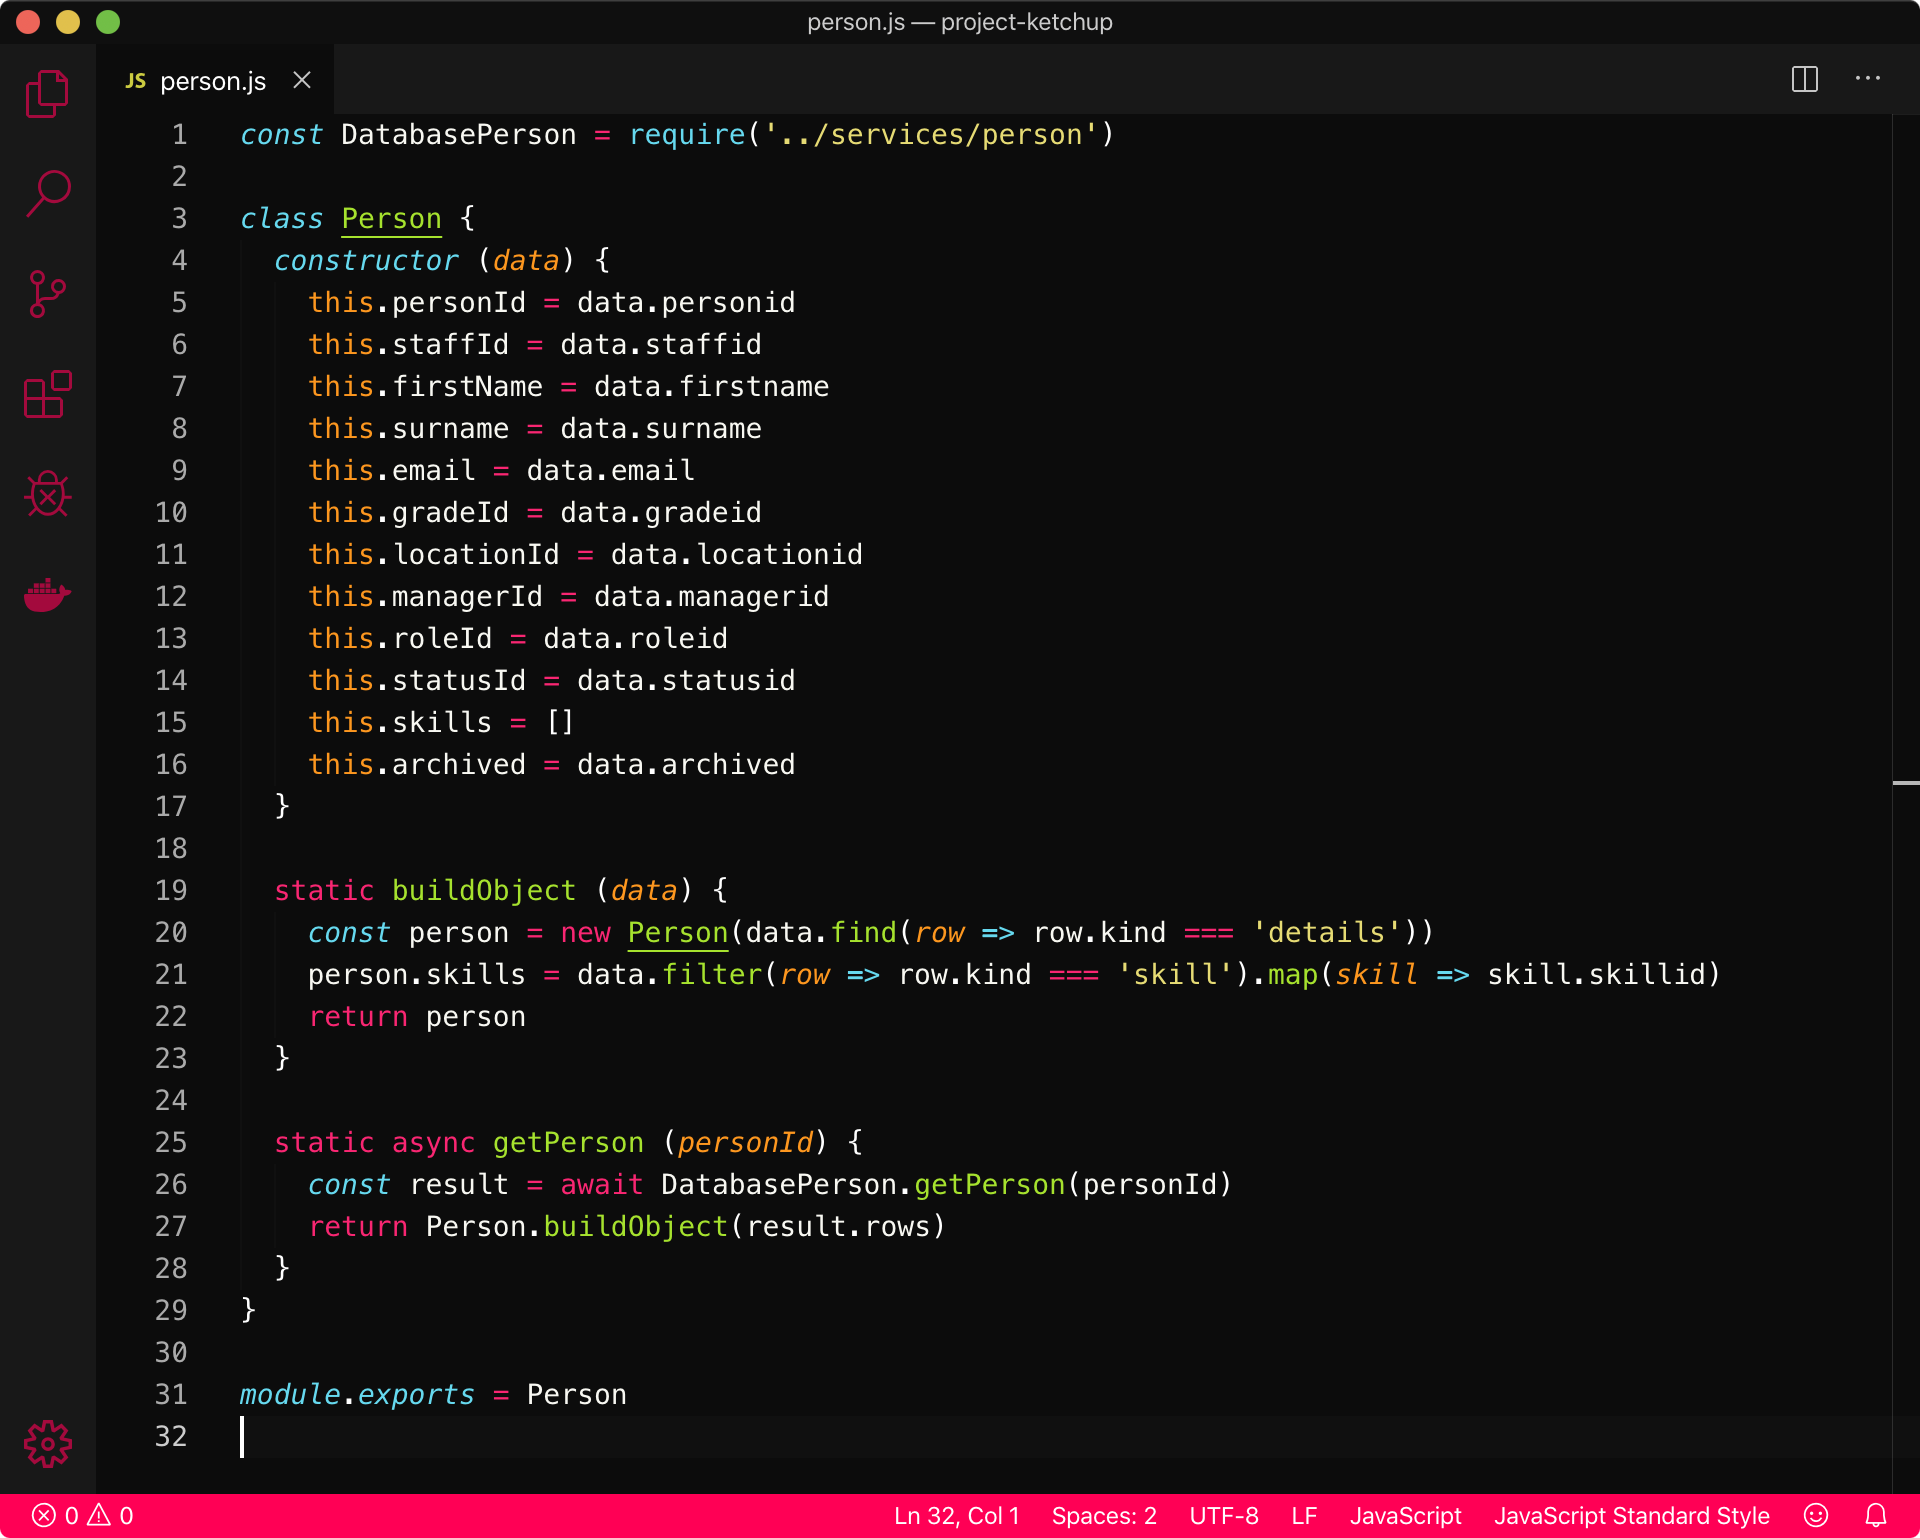 person.js — project-ketchup
JS person.js
1 const DatabasePerson = require('../services/person')
2
3 class Person {
4   constructor (data) {
5     this.personId = data.personid
6     this.staffId = data.staffid
7     this.firstName = data.firstname
8     this.surname = data.surname
9     this.email = data.email
10     this.gradeId = data.gradeid
11     this.locationId = data.locationid
12     this.managerId = data.managerid
13     this.roleId = data.roleid
14     this.statusId = data.statusid
15     this.skills = []
16     this.archived = data.archived
17   }
18
19   static buildObject (data) {
20     const person = new Person(data.find(row => row.kind === 'details'))
21     person.skills = data.filter(row => row.kind === 'skill').map(skill => skill.skillid)
22     return person
23   }
24
25   static async getPerson (personId) {
26     const result = await DatabasePerson.getPerson(personId)
27     return Person.buildObject(result.rows)
28   }
29 }
30
31 module.exports = Person
32
0 0 Ln 32, Col 1 Spaces: 2 UTF-8 LF JavaScript JavaScript Standard Style